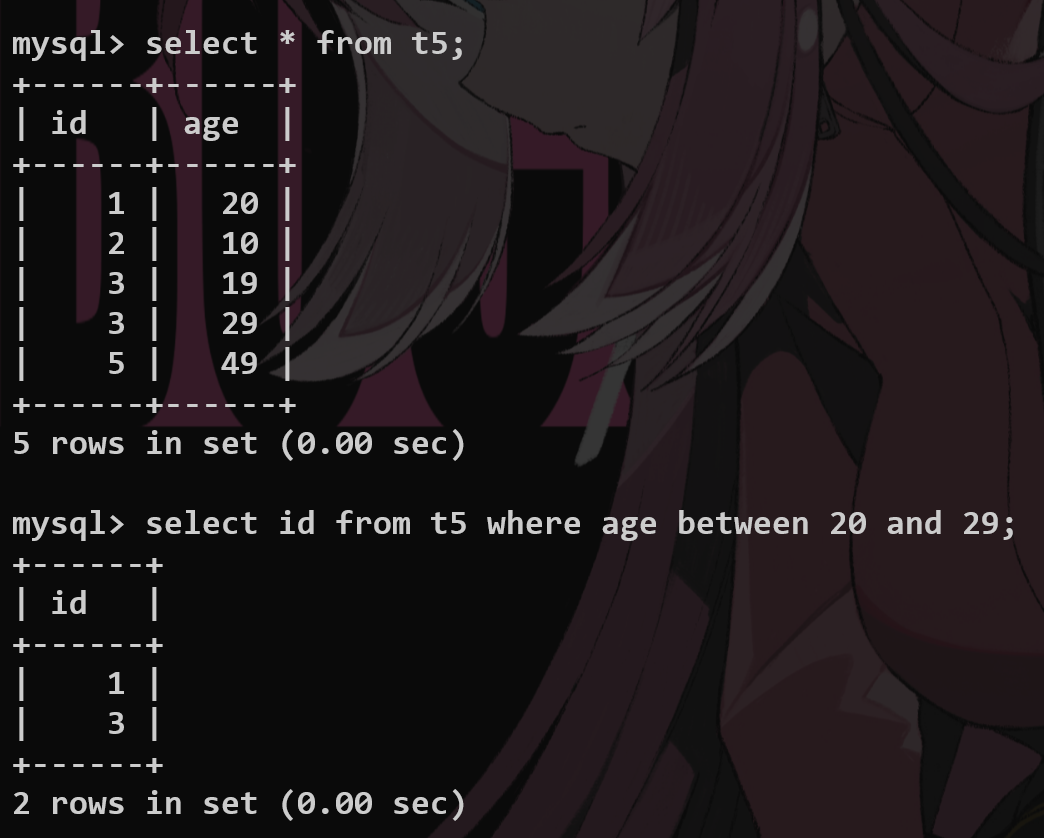 mysql> select * from t5;
+------+------+
| id   | age  |
+------+------+
|    1 |   20 |
|    2 |   10 |
|    3 |   19 |
|    3 |   29 |
|    5 |   49 |
+------+------+
5 rows in set (0.00 sec)

mysql> select id from t5 where age between 20 and 29;
+------+
| id   |
+------+
|    1 |
|    3 |
+------+
2 rows in set (0.00 sec)